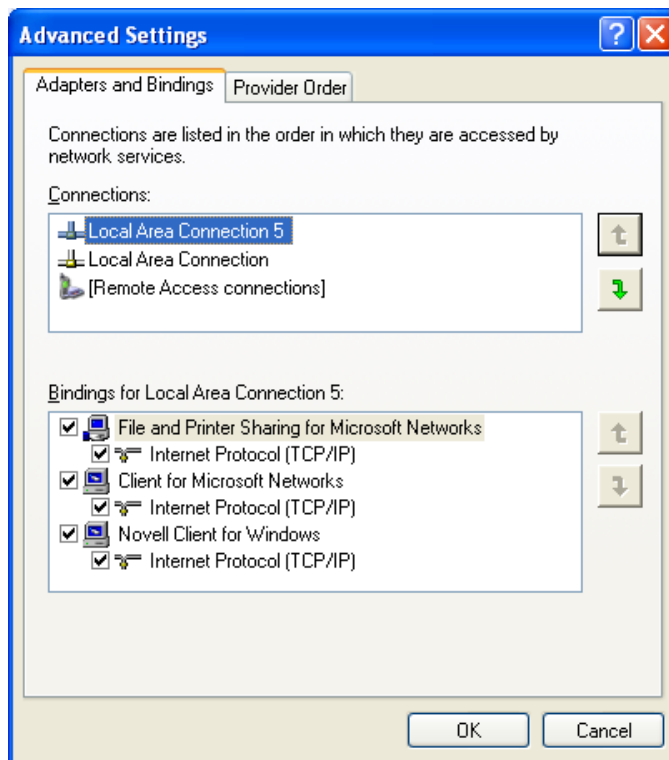 Advanced Settings
Adapters and Bindings
Provider Order
Connections are listed in the order in which they are accessed by
network services.
Connections:
Local Area Connection 5
Local Area Connection
[Remote Access connections]
Bindings for Local Area Connection 5:
File and Printer Sharing for Microsoft Networks
Internet Protocol (TCP/IP)
Client for Microsoft Networks
Internet Protocol (TCP/IP)
Novell Client for Windows
Internet Protocol (TCP/IP)
OK
Cancel